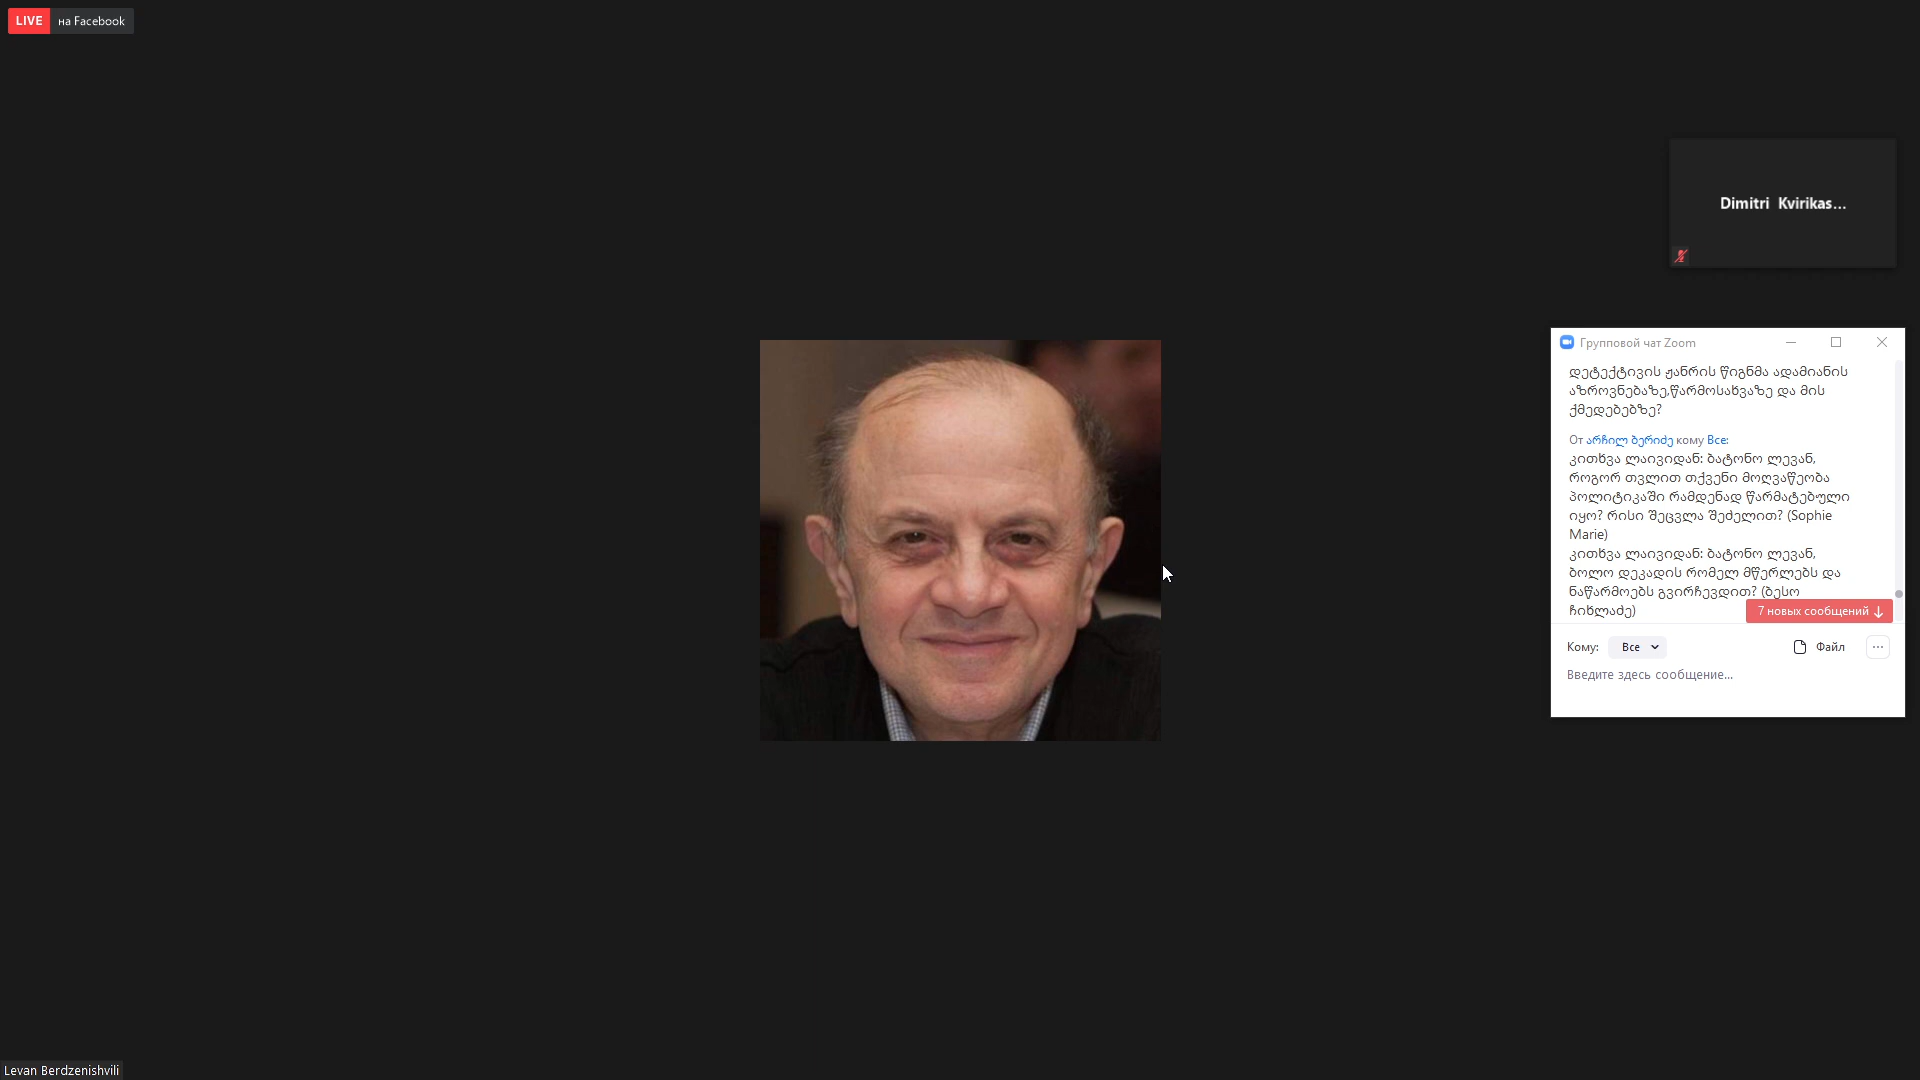 LIVE на Facebook
Dimitri Kvirikas...
Групповой чат Zoom
დეტექტივის ჟანრის წიგნმა ადამიანის
აზროვნებაზე,წარმოსახვაზე და მის
ქმედებებზე?
От არჩილ ბერიძე кому Все:
კითხვა ლაივიდან: ბატონო ლევან,
როგორ თვლით თქვენი მოღვაწეობა
პოლიტიკაში რამდენად წარმატებული
იყო? რისი შეცვლა შეძელით? (Sophie
Marie)
კითხვა ლაივიდან: ბატონო ლევან,
ბოლო დეკადის რომელ მწერლებს და
ნაწარმოებს გვირჩევდით? (ბესო
ჩიხლაძე)
7 новых сообщений ↓
Кому: Все Файл ...
Введите здесь сообщение...
Levan Berdzenishvili